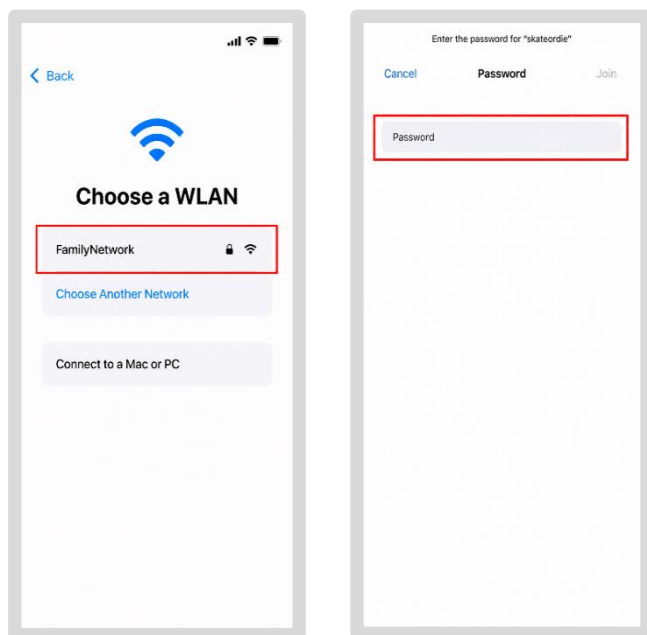 Back
Choose a WLAN
FamilyNetwork
Choose Another Network
Connect to a Mac or PC
Enter the password for “skateordie”
Cancel Password Join
Password